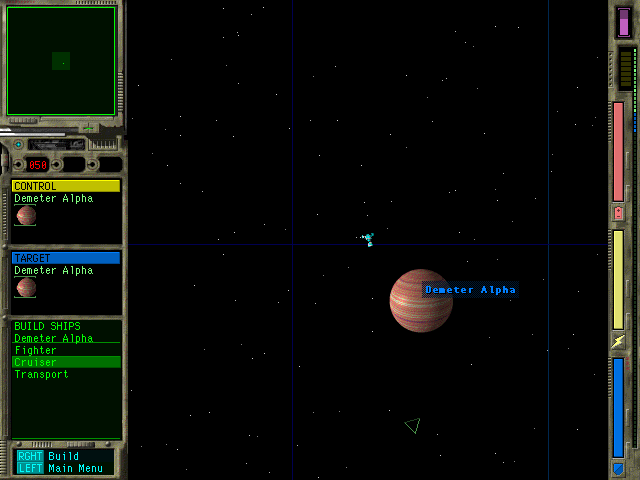 050
CONTROL
Demeter Alpha
TARGET
Demeter Alpha
BUILD SHIPS
Demeter Alpha
Fighter
Cruiser
Transport
RGHT Build
LEFT Main Menu
Demeter Alpha